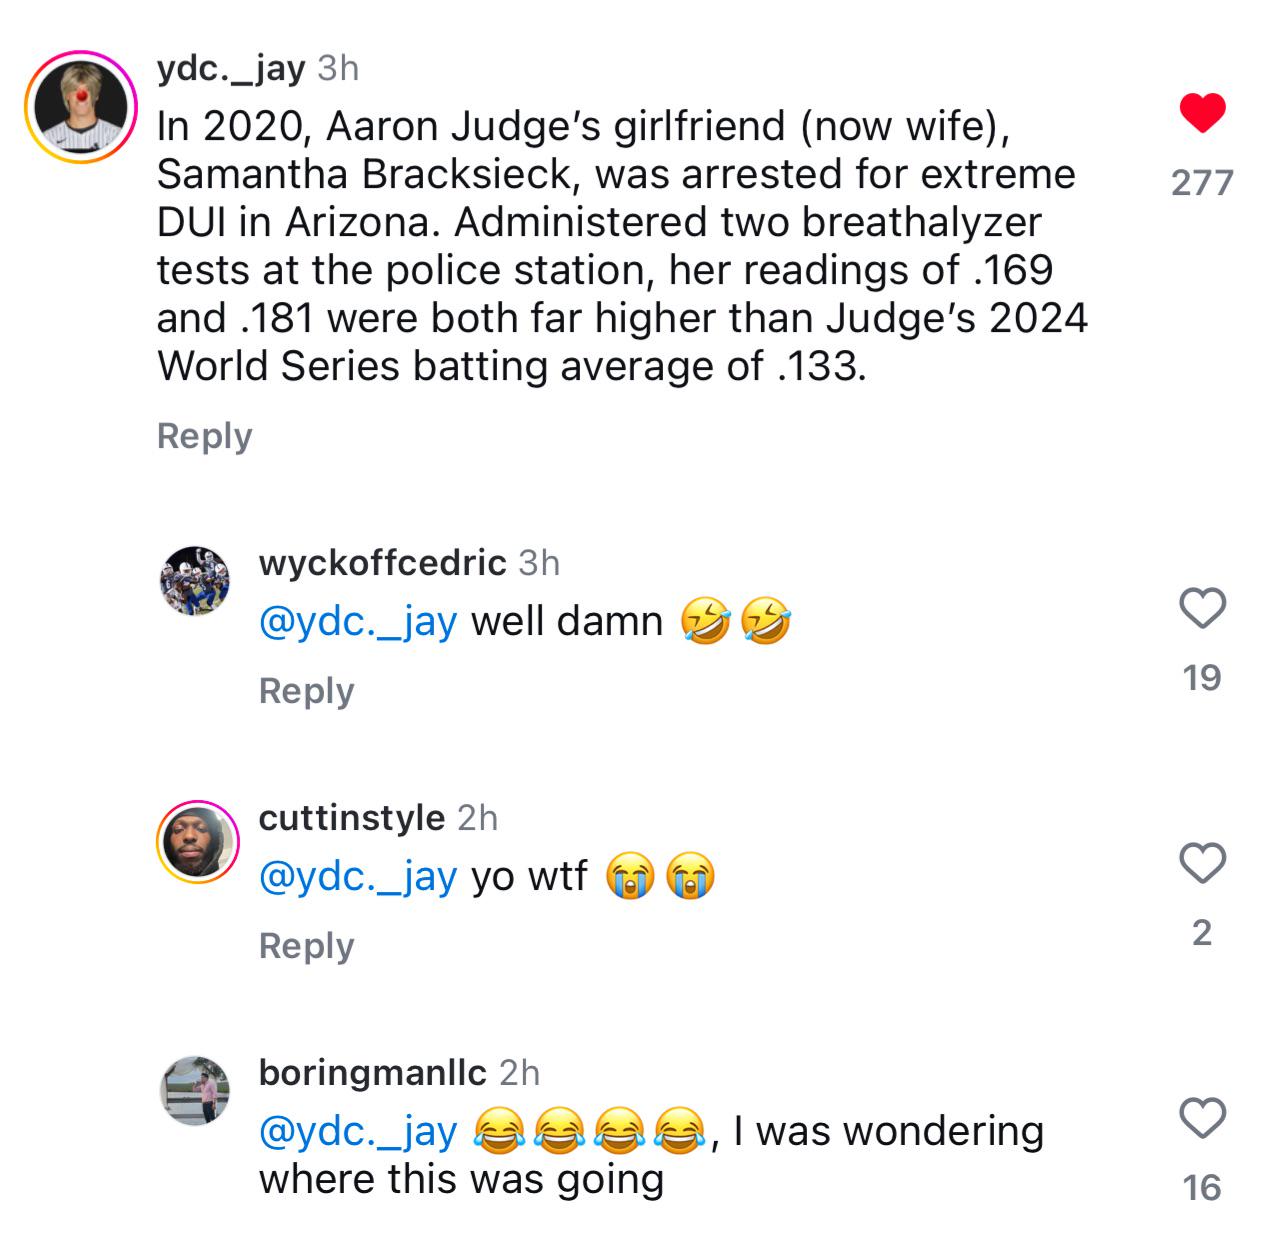 ydc._jay 3h
In 2020, Aaron Judge’s girlfriend (now wife),
Samantha Bracksieck, was arrested for extreme
DUI in Arizona. Administered two breathalyzer
tests at the police station, her readings of .169
and .181 were both far higher than Judge’s 2024
World Series batting average of .133.
277
Reply
wyckoffcedric 3h
@ydc._jay well damn 🤣🤣
19
Reply
cuttinstyle 2h
@ydc._jay yo wtf 😭😭
2
Reply
boringmanllc 2h
@ydc._jay 😂😂😂😂, I was wondering
where this was going
16